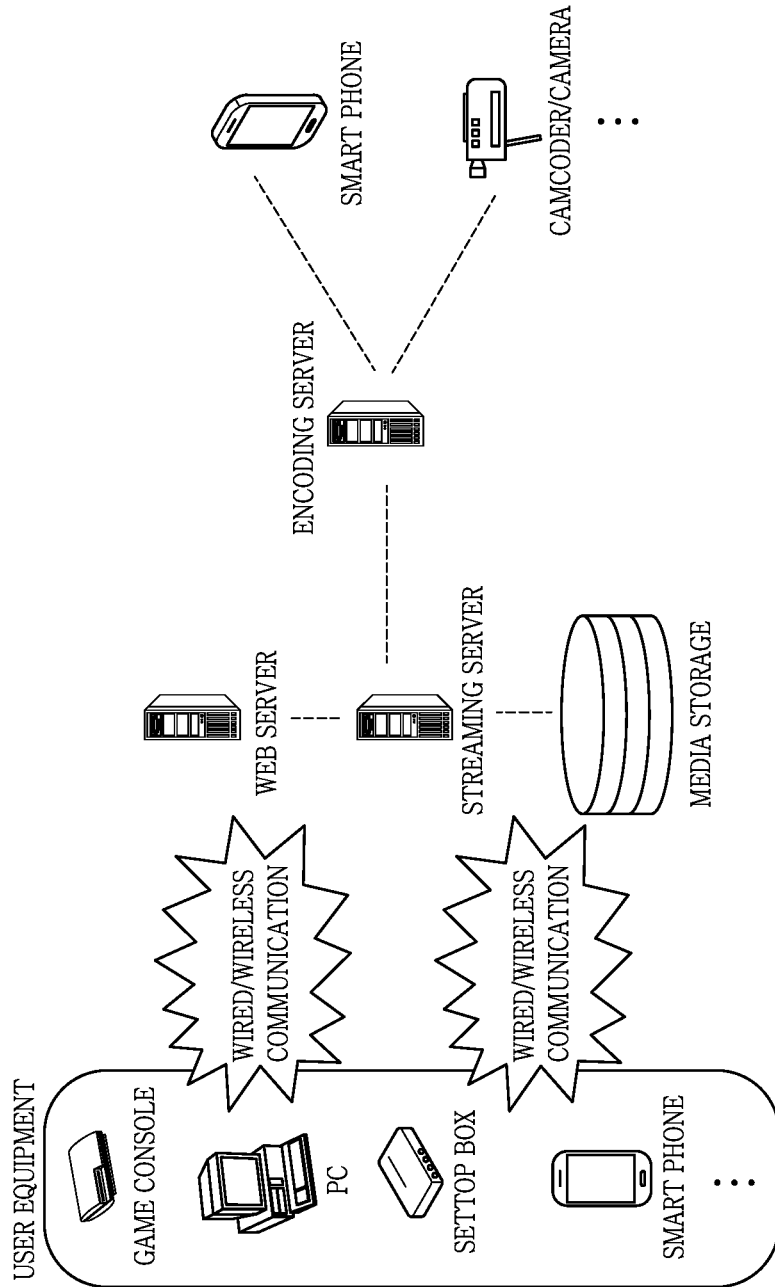 USER EQUIPMENT
GAME CONSOLE
PC
SETTOP BOX
SMART PHONE
WIRED/WIRELESS
COMMUNICATION
WIRED/WIRELESS
COMMUNICATION
WEB SERVER
STREAMING SERVER
MEDIA STORAGE
ENCODING SERVER
SMART PHONE
CAMCODER/CAMERA